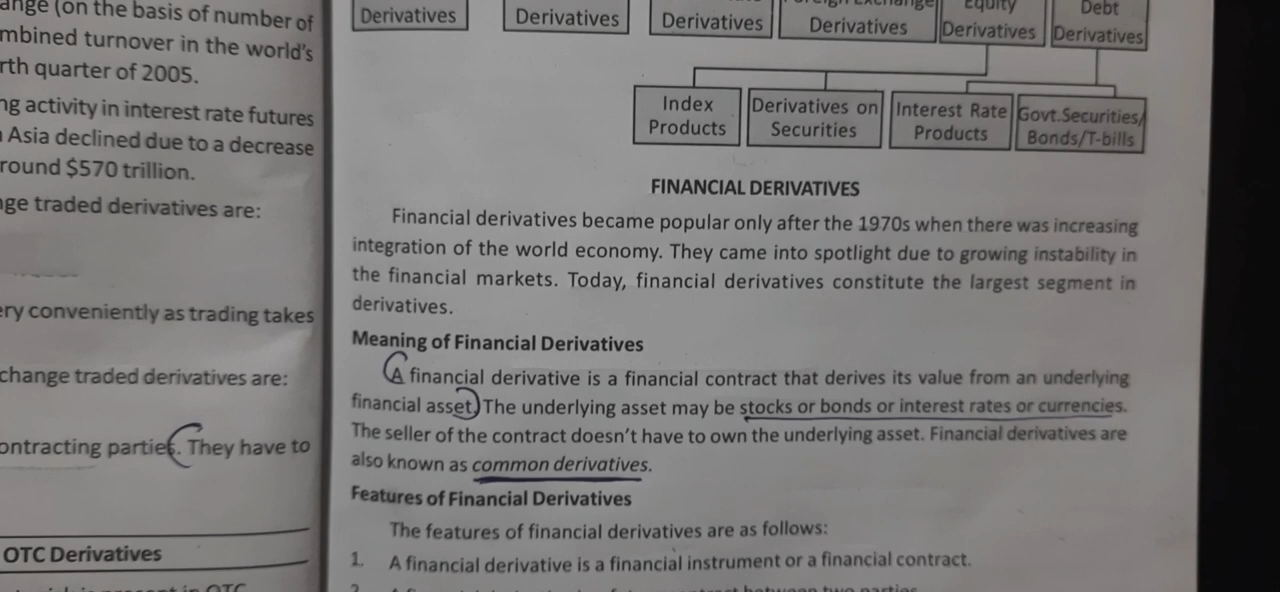 ange (on the basis of number of
mbined turnover in the world's
rth quarter of 2005.
ng activity in interest rate futures
Asia declined due to a decrease
round $570 trillion.
nge traded derivatives are:
ery conveniently as trading takes
change traded derivatives are:
ontracting parties. They have to
OTC Derivatives
OTC
Derivatives
Derivatives
Derivatives
Foreign Exchange
Derivatives
Equity
Derivatives
Debt
Derivatives
Index
Products
Derivatives on
Securities
Interest Rate
Products
Govt.Securities/
Bonds/T-bills
FINANCIAL DERIVATIVES
Financial derivatives became popular only after the 1970s when there was increasing
integration of the world economy. They came into spotlight due to growing instability in
the financial markets. Today, financial derivatives constitute the largest segment in
derivatives.
Meaning of Financial Derivatives
A financial derivative is a financial contract that derives its value from an underlying
financial asset. The underlying asset may be stocks or bonds or interest rates or currencies.
The seller of the contract doesn't have to own the underlying asset. Financial derivatives are
also known as common derivatives.
Features of Financial Derivatives
The features of financial derivatives are as follows:
1. A financial derivative is a financial instrument or a financial contract.
between two parties